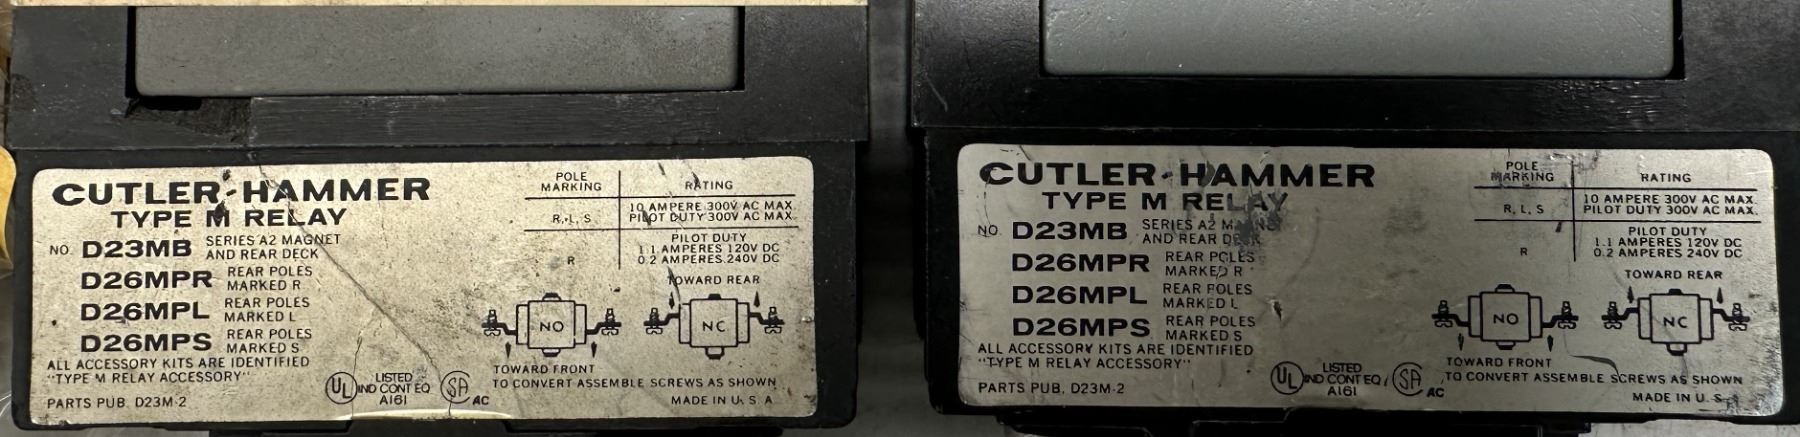 CUTLER-HAMMER
TYPE M RELAY
NO. D23MB SERIES A2 MAGNET
AND REAR DECK
D26MPR REAR POLES
MARKED R
D26MPL REAR POLES
MARKED L
D26MPS REAR POLES
MARKED S
ALL ACCESSORY KITS ARE IDENTIFIED
"TYPE M RELAY ACCESSORY"
PARTS PUB. D23M-2
UL LISTED
IND CONT EQ
A161
SA AC
POLE
MARKING
RATING
R, L, S
10 AMPERE 300V AC MAX.
PILOT DUTY 300V AC MAX.
R
PILOT DUTY
1.1 AMPERES 120V DC
0.2 AMPERES 240V DC
TOWARD REAR
NO
NC
TOWARD FRONT
TO CONVERT ASSEMBLE SCREWS AS SHOWN
MADE IN U. S. A
CUTLER-HAMMER
TYPE M RELAY
NO. D23MB SERIES A2
AND REAR
D26MPR REAR POLES
MARKED R
D26MPL REAR POLES
MARKED L
D26MPS REAR POLES
MARKED S
ALL ACCESSORY KITS ARE IDENTIFIED
"TYPE M RELAY ACCESSORY"
PARTS PUB. D23M-2
UL LISTED
IND CONT EQ
A161
SA AC
POLE
MARKING
RATING
R, L, S
10 AMPERE 300V AC MAX.
PILOT DUTY 300V AC MAX.
R
PILOT DUTY
1.1 AMPERES 120V DC
0.2 AMPERES 240V DC
TOWARD REAR
NO
NC
TOWARD FRONT
TO CONVERT ASSEMBLE SCREWS AS SHOWN
MADE IN U. S.